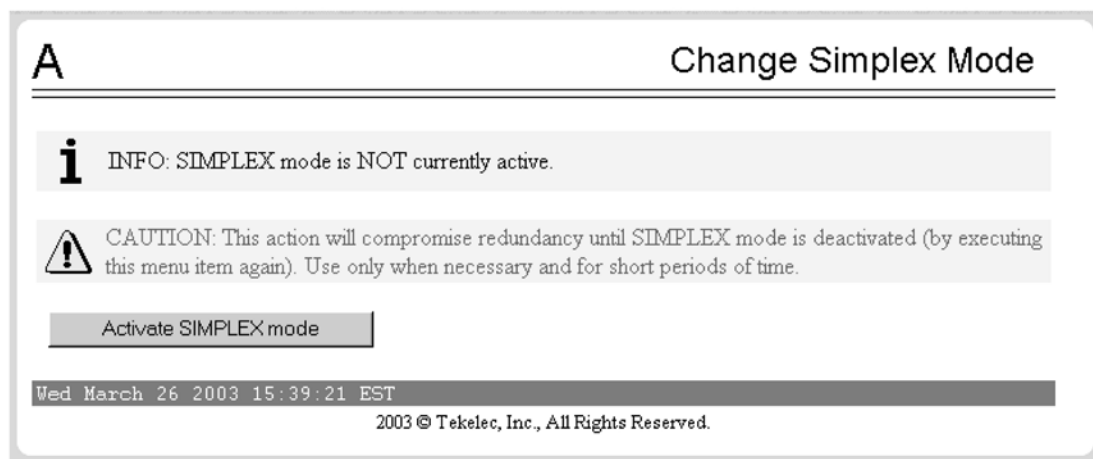 A
Change Simplex Mode
i
INFO: SIMPLEX mode is NOT currently active.
CAUTION: This action will compromise redundancy until SIMPLEX mode is deactivated (by executing
this menu item again). Use only when necessary and for short periods of time.
Activate SIMPLEX mode
Wed March 26 2003 15:39:21 EST
2003 © Tekelec, Inc., All Rights Reserved.